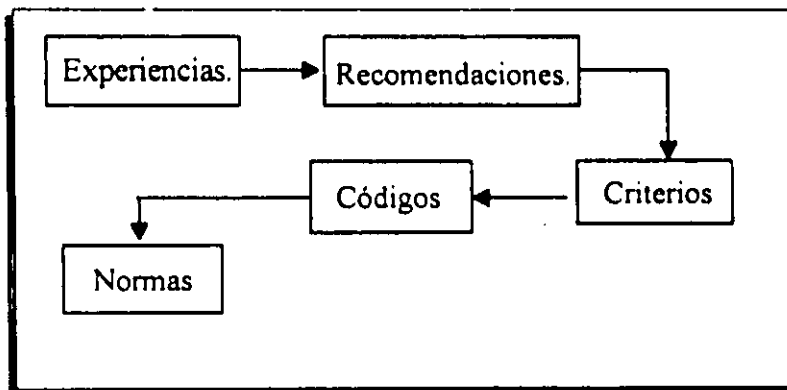 Experiencias.
Recomendaciones.
Criterios
Códigos
Normas